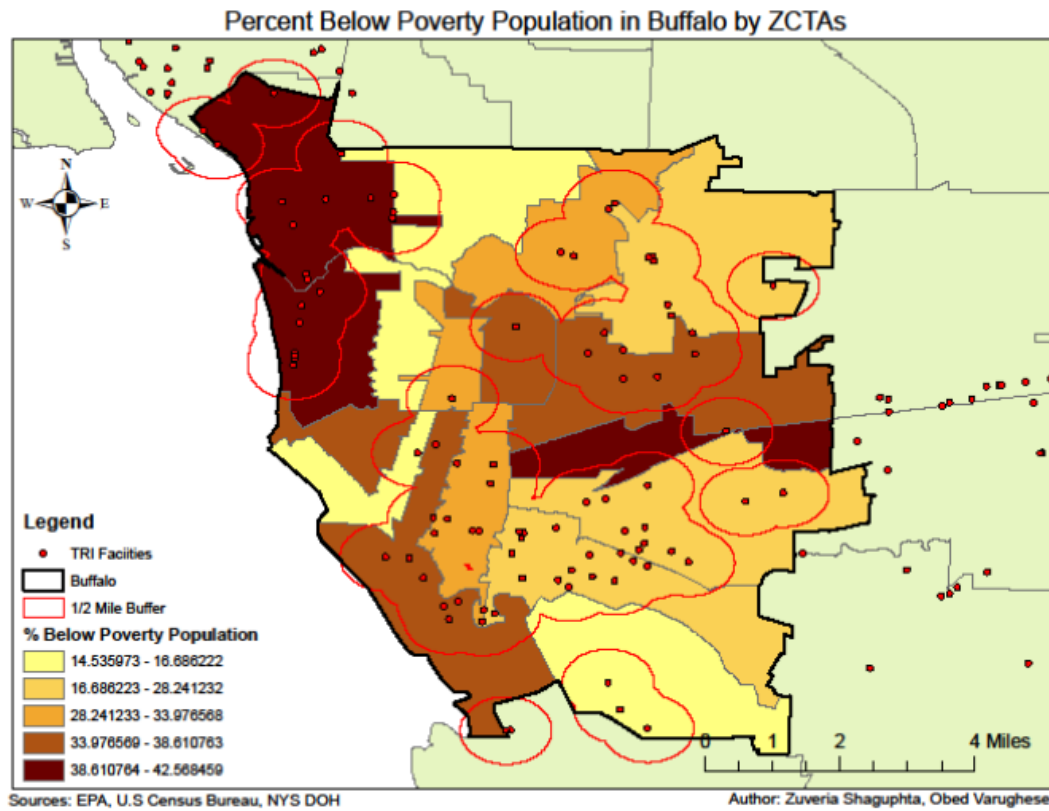 Percent Below Poverty Population in Buffalo by ZCTAs
N
W E
S
Legend
TRI Faciities
Buffalo
1/2 Mile Buffer
% Below Poverty Population
14.535973 - 16.686222
16.686223 - 28.241232
28.241233 - 33.976568
33.976569 - 38.610763
38.610764 - 42.568459
0 1 2 4 Miles
Sources: EPA, U.S Census Bureau, NYS DOH
Author: Zuveria Shaguphta, Obed Varughese